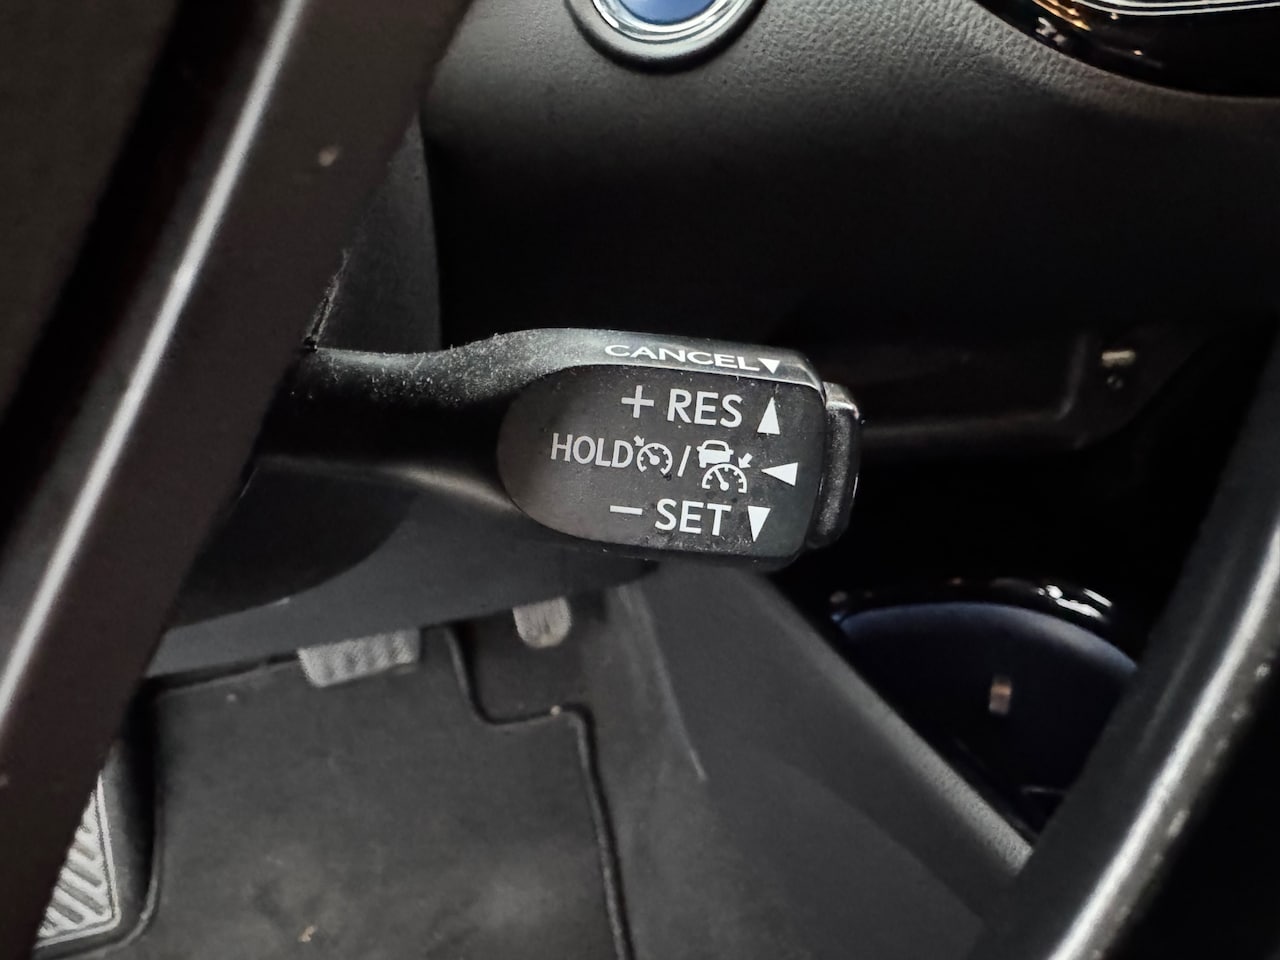 CANCEL▼
+ RES ▲
HOLD / ◀
− SET ▼